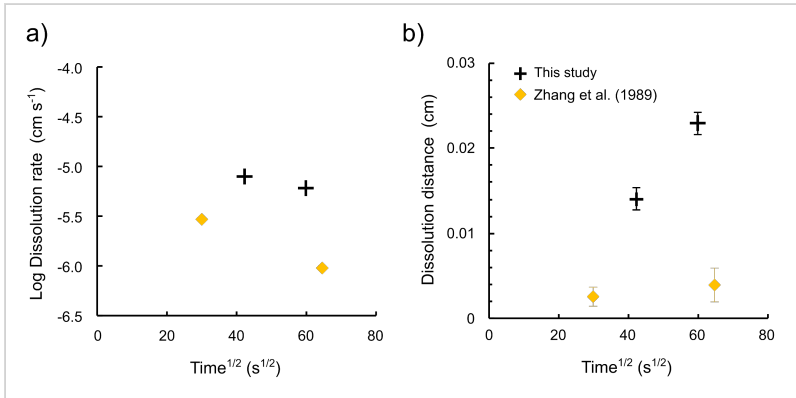 a)
Log Dissolution rate (cm s-1)
-4.0
-4.5
-5.0
-5.5
-6.0
-6.5
0 20 40 60 80
Time1/2 (s1/2)
b)
This study
Zhang et al. (1989)
Dissolution distance (cm)
0.03
0.02
0.01
0
0 20 40 60 80
Time1/2 (s1/2)